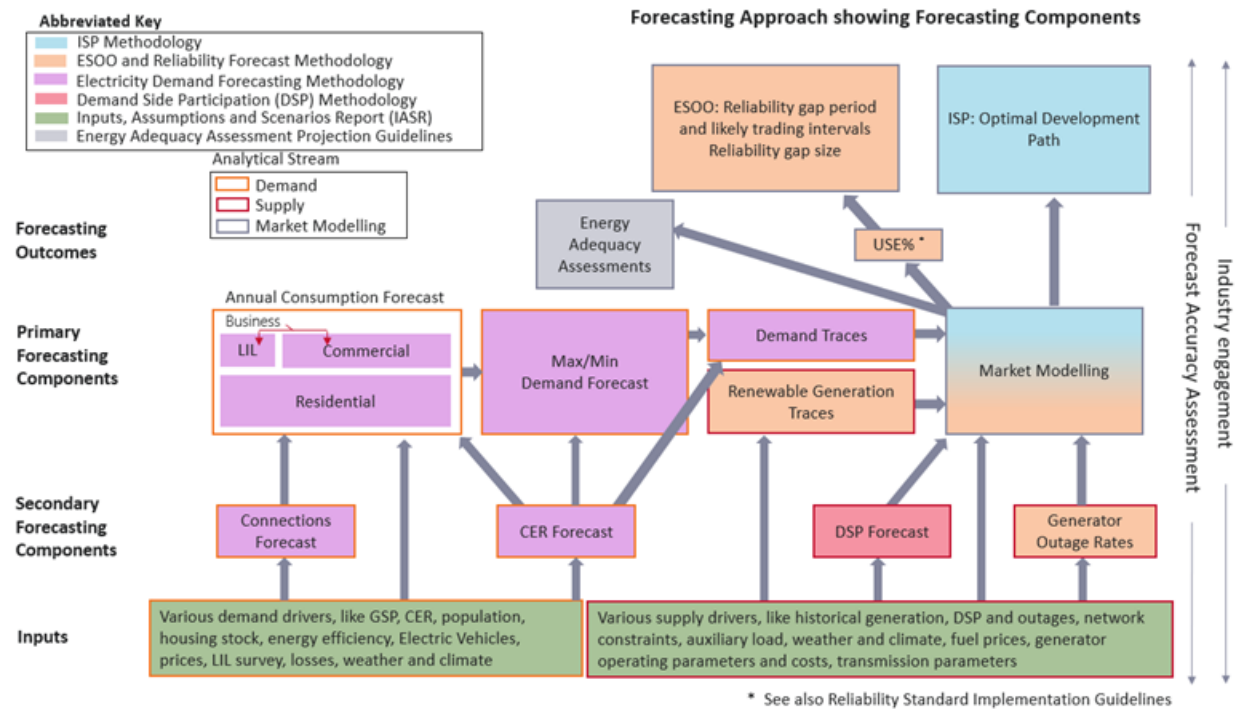 Forecasting Approach showing Forecasting Components
Abbreviated Key
ISP Methodology
ESOO and Reliability Forecast Methodology
Electricity Demand Forecasting Methodology
Demand Side Participation (DSP) Methodology
Inputs, Assumptions and Scenarios Report (IASR)
Energy Adequacy Assessment Projection Guidelines
Analytical Stream
Demand
Supply
Market Modelling
Forecasting
Outcomes
ESOO: Reliability gap period
and likely trading intervals
Reliability gap size
ISP: Optimal Development
Path
Energy
Adequacy
Assessments
USE% *
Primary
Forecasting
Components
Annual Consumption Forecast
Business
LIL
Commercial
Residential
Max/Min
Demand Forecast
Demand Traces
Renewable Generation
Traces
Market Modelling
Secondary
Forecasting
Components
Connections
Forecast
CER Forecast
DSP Forecast
Generator
Outage Rates
Inputs
Various demand drivers, like GSP, CER, population,
housing stock, energy efficiency, Electric Vehicles,
prices, LIL survey, losses, weather and climate
Various supply drivers, like historical generation, DSP and outages, network
constraints, auxiliary load, weather and climate, fuel prices, generator
operating parameters and costs, transmission parameters
Forecast Accuracy Assessment
Industry engagement
* See also Reliability Standard Implementation Guidelines